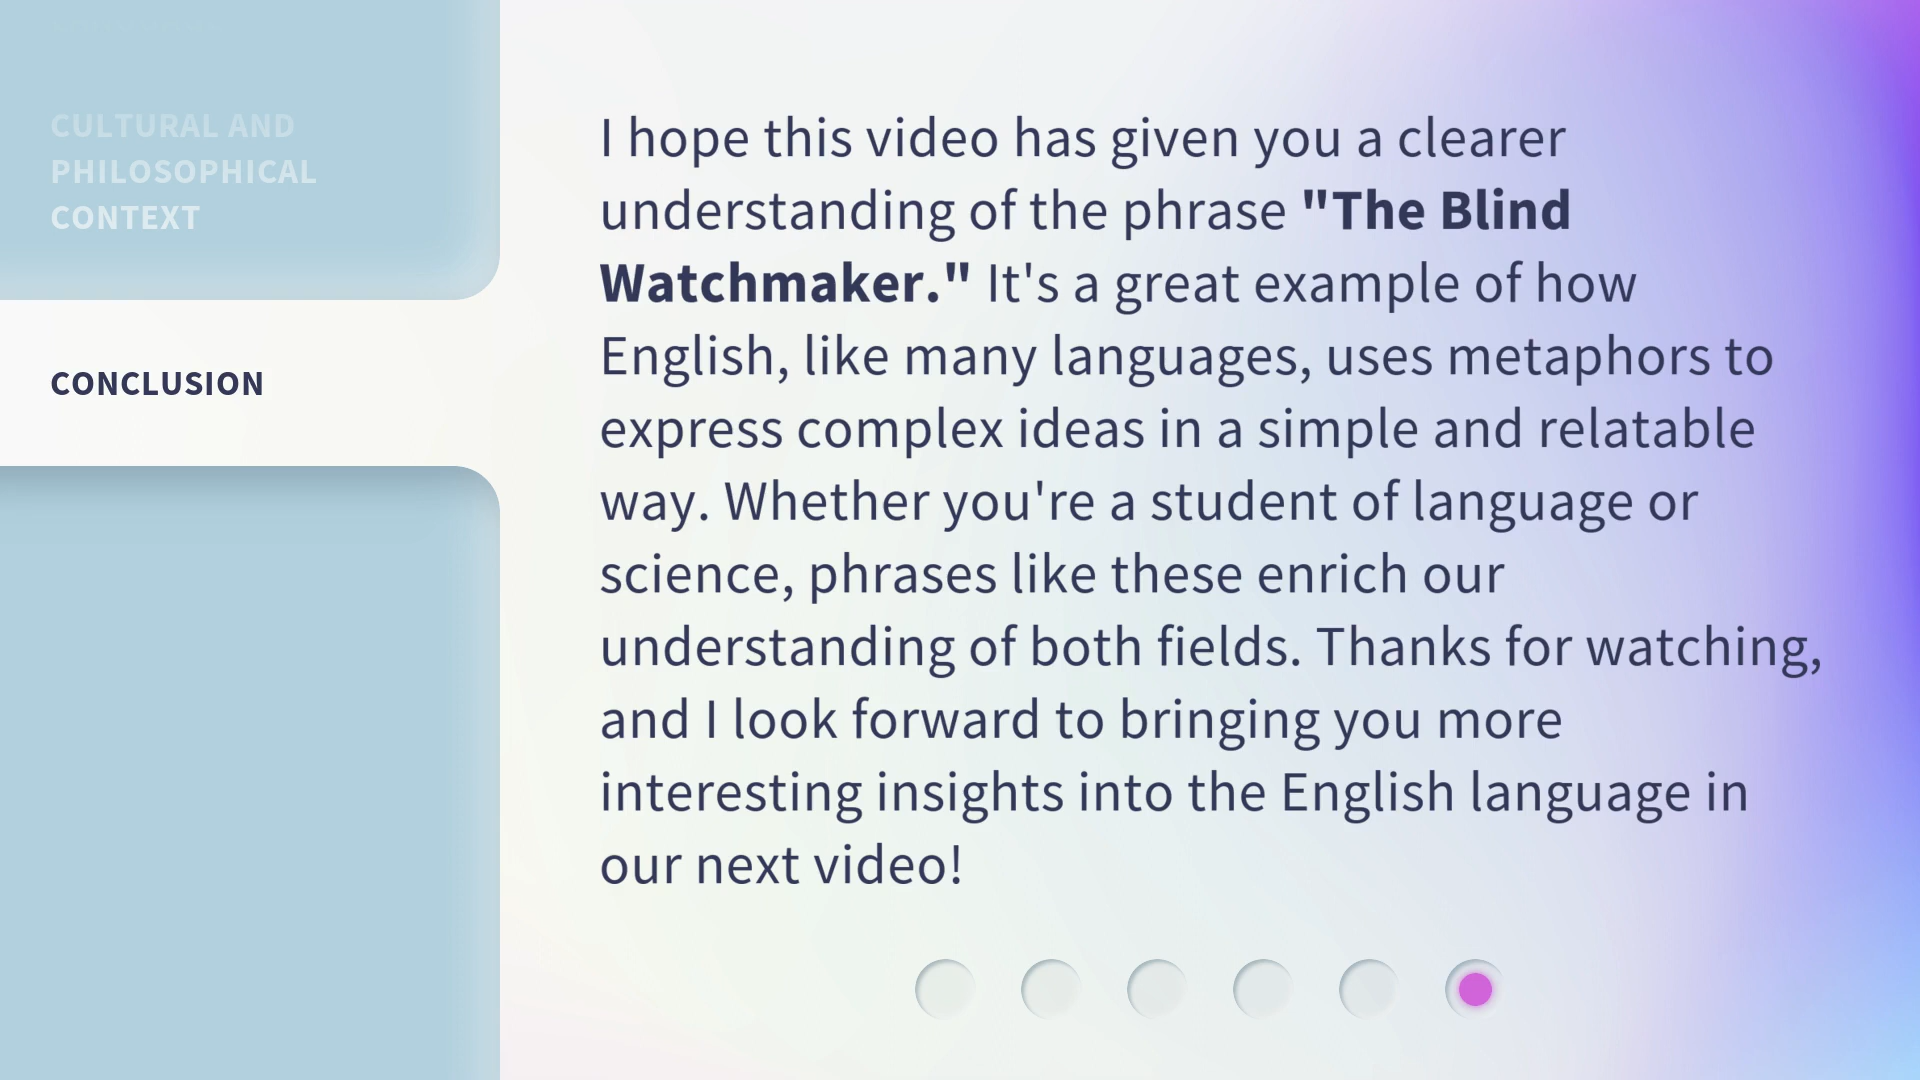 CULTURAL AND
PHILOSOPHICAL
CONTEXT
CONCLUSION
I hope this video has given you a clearer
understanding of the phrase "The Blind
Watchmaker." It's a great example of how
English, like many languages, uses metaphors to
express complex ideas in a simple and relatable
way. Whether you're a student of language or
science, phrases like these enrich our
understanding of both fields. Thanks for watching,
and I look forward to bringing you more
interesting insights into the English language in
our next video!